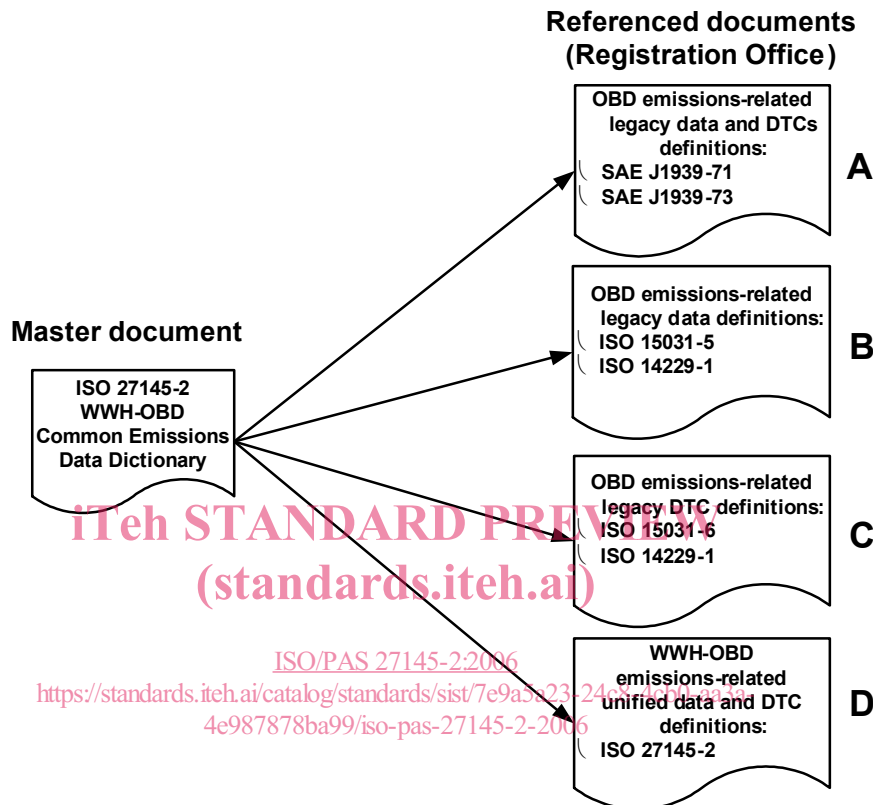 Referenced documents
(Registration Office)
OBD emissions-related
legacy data and DTCs
definitions:
SAE J1939-71
SAE J1939-73
A
OBD emissions-related
legacy data definitions:
ISO 15031-5
ISO 14229-1
B
Master document
ISO 27145-2
WWH-OBD
Common Emissions
Data Dictionary
OBD emissions-related
legacy DTC definitions:
ISO 15031-6
ISO 14229-1
C
iTeh STANDARD PREVIEW
(standards.iteh.ai)
WWH-OBD
emissions-related
unified data and DTC
definitions:
ISO 27145-2
D
ISO/PAS 27145-2:2006
https://standards.iteh.ai/catalog/standards/sist/7e9a5a23-24c8-4cb0-aa3a-
4e987878ba99/iso-pas-27145-2-2006